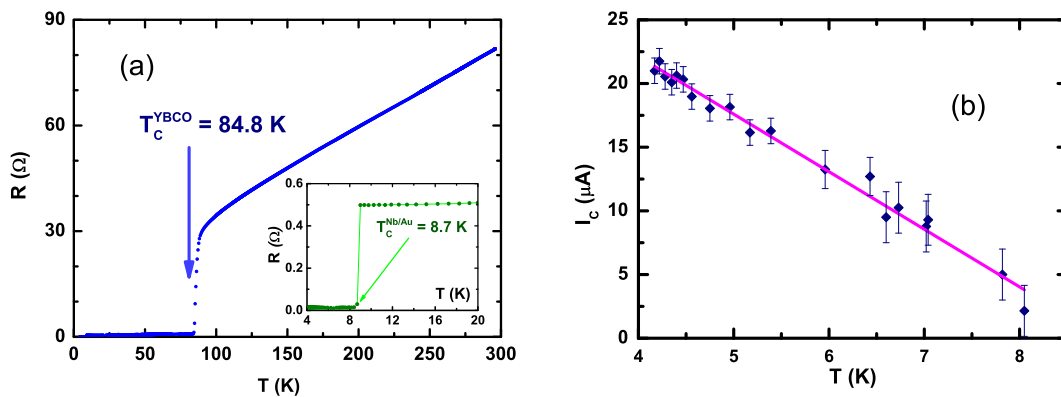 (a)
90
60
30
0
R (Ω)
T_C^YBCO = 84.8 K
0 50 100 150 200 250 300
T (K)
0.6
0.4
0.2
0.0
R (Ω)
T_C^Nb/Au = 8.7 K
T (K)
4 8 12 16 20
(b)
25
20
15
10
5
0
I_C (μA)
4 5 6 7 8
T (K)